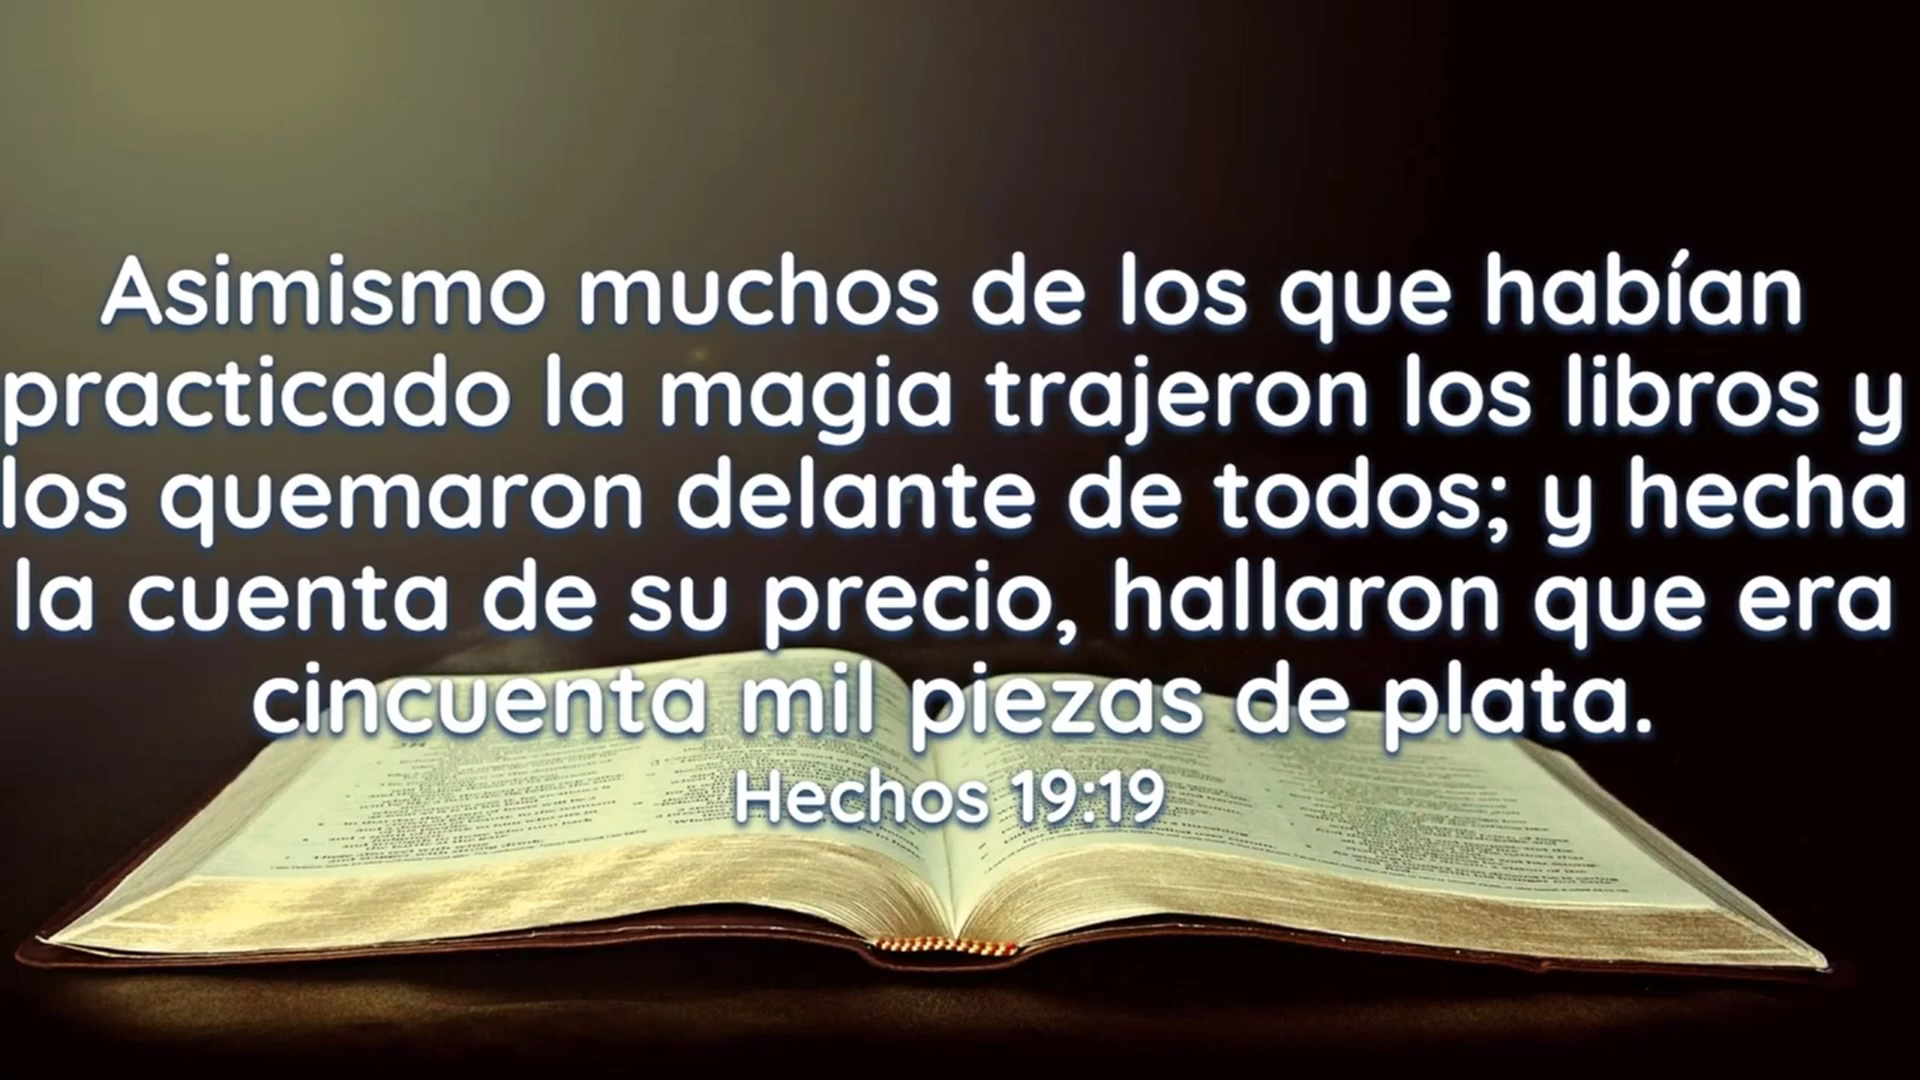 Asimismo muchos de los que habían
practicado la magia trajeron los libros y
los quemaron delante de todos; y hecha
la cuenta de su precio, hallaron que era
cincuenta mil piezas de plata.
Hechos 19:19